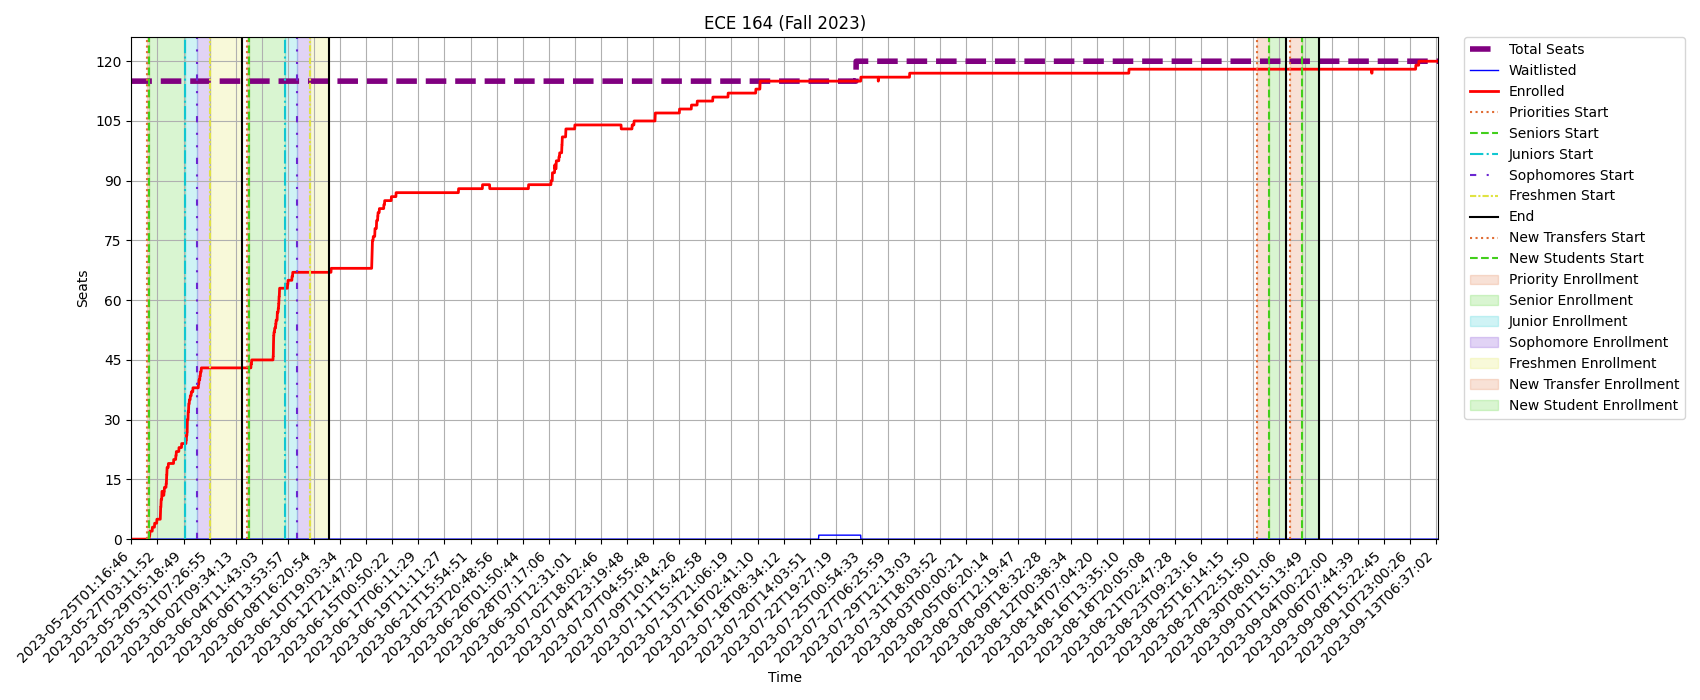 ECE 164 (Fall 2023)
Seats
120
105
90
75
60
45
30
15
0
2023-05-25T01:16:46
2023-05-27T03:11:52
2023-05-29T05:18:49
2023-05-31T07:26:55
2023-06-02T09:34:13
2023-06-04T11:43:03
2023-06-06T13:53:57
2023-06-08T16:20:54
2023-06-10T19:03:34
2023-06-12T21:47:20
2023-06-15T00:50:22
2023-06-17T06:11:29
2023-06-19T11:11:27
2023-06-21T15:54:51
2023-06-23T20:48:56
2023-06-26T01:50:44
2023-06-28T07:17:06
2023-06-30T12:31:01
2023-07-02T18:02:46
2023-07-04T23:19:48
2023-07-07T04:55:48
2023-07-09T10:14:26
2023-07-11T15:42:58
2023-07-13T21:06:19
2023-07-16T02:41:10
2023-07-18T08:34:12
2023-07-20T14:03:51
2023-07-22T19:27:19
2023-07-25T00:54:33
2023-07-27T06:25:59
2023-07-29T12:13:03
2023-07-31T18:03:52
2023-08-03T00:00:21
2023-08-05T06:20:14
2023-08-07T12:19:47
2023-08-09T18:32:28
2023-08-12T00:38:34
2023-08-14T07:04:20
2023-08-16T13:35:10
2023-08-18T20:05:08
2023-08-21T02:47:28
2023-08-23T09:23:16
2023-08-25T16:14:15
2023-08-27T22:51:50
2023-08-30T08:01:06
2023-09-01T15:13:49
2023-09-04T00:22:00
2023-09-06T07:44:39
2023-09-08T15:22:45
2023-09-10T23:00:26
2023-09-13T06:37:02
Time
Total Seats
Waitlisted
Enrolled
Priorities Start
Seniors Start
Juniors Start
Sophomores Start
Freshmen Start
End
New Transfers Start
New Students Start
Priority Enrollment
Senior Enrollment
Junior Enrollment
Sophomore Enrollment
Freshmen Enrollment
New Transfer Enrollment
New Student Enrollment